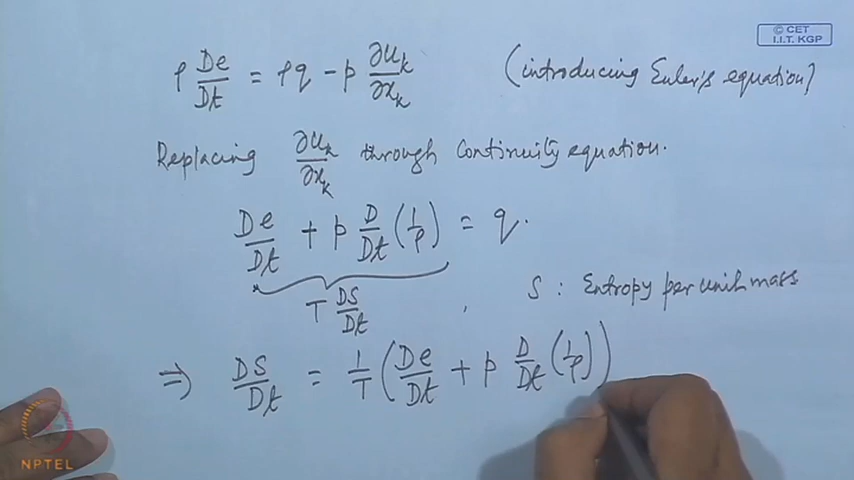 © CET
I.I.T. KGP
ρ De/Dt = ρq - p ∂u_k/∂x_k (introducing Euler's equation)
Replacing ∂u_k/∂x_k through Continuity equation.
De/Dt + p D/Dt (1/ρ) = q.
T DS/Dt , S : Entropy per unit mass
⇒ DS/Dt = 1/T (De/Dt + p D/Dt (1/ρ))
NPTEL